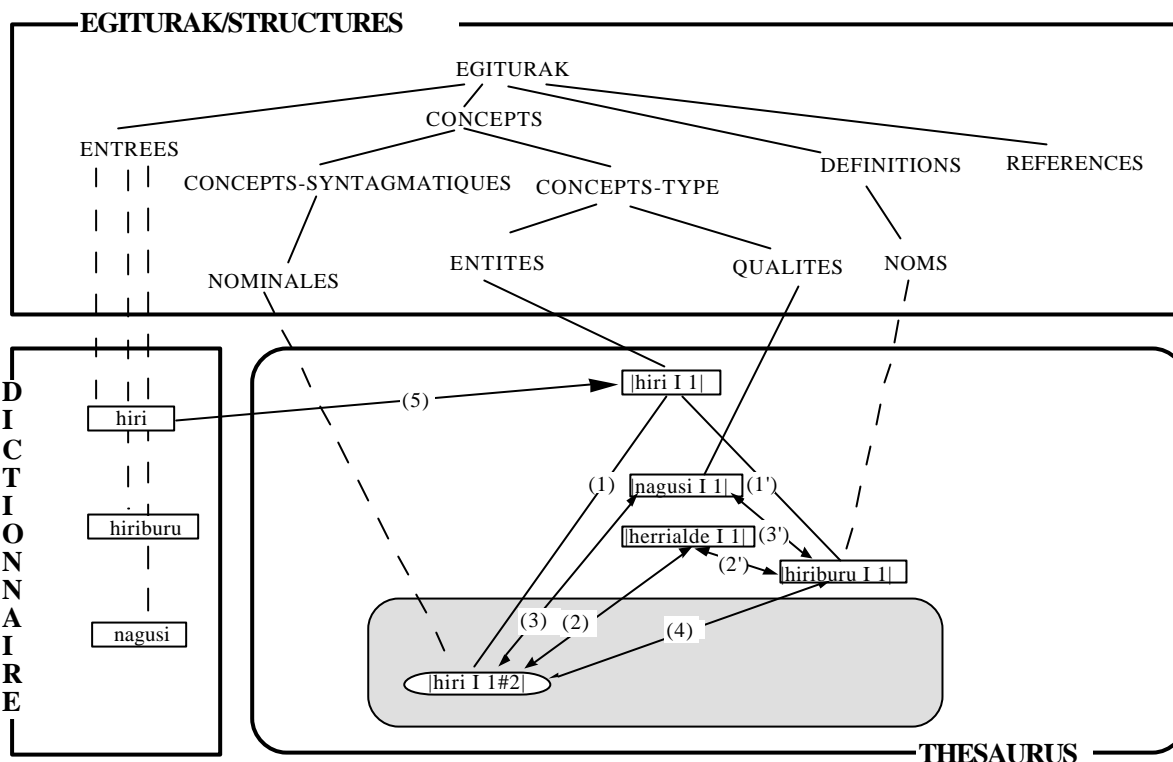 EGITURAK/STRUCTURES
EGITURAK
CONCEPTS
ENTREES
DEFINITIONS
REFERENCES
CONCEPTS-SYNTAGMATIQUES
CONCEPTS-TYPE
NOMINALES
ENTITES
QUALITES
NOMS
DICTIONNAIRE
hiri
hiriburu
nagusi
(5)
|hiri I 1|
(1)
|nagusi I 1|
(1')
|herrialde I 1|
(3')
(2')
|hiriburu I 1|
(3)
(2)
(4)
|hiri I 1#2|
THESAURUS